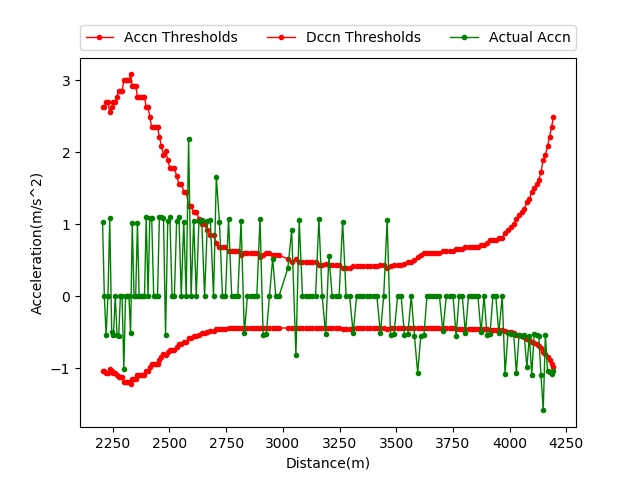 Accn Thresholds Dccn Thresholds Actual Accn
3
2
1
0
−1
Acceleration(m/s^2)
2250 2500 2750 3000 3250 3500 3750 4000 4250
Distance(m)